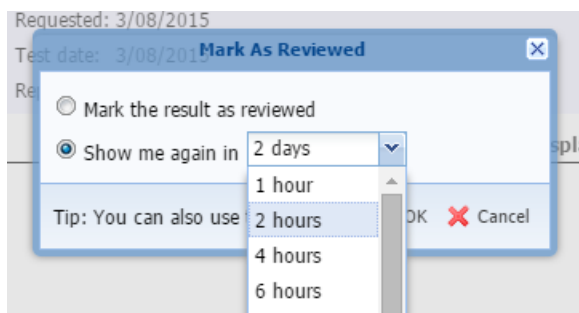 Requested: 3/08/2015
Test date: 3/08/2015
Mark As Reviewed
Mark the result as reviewed
Show me again in 2 days
1 hour
Tip: You can also use 2 hours OK Cancel
4 hours
6 hours